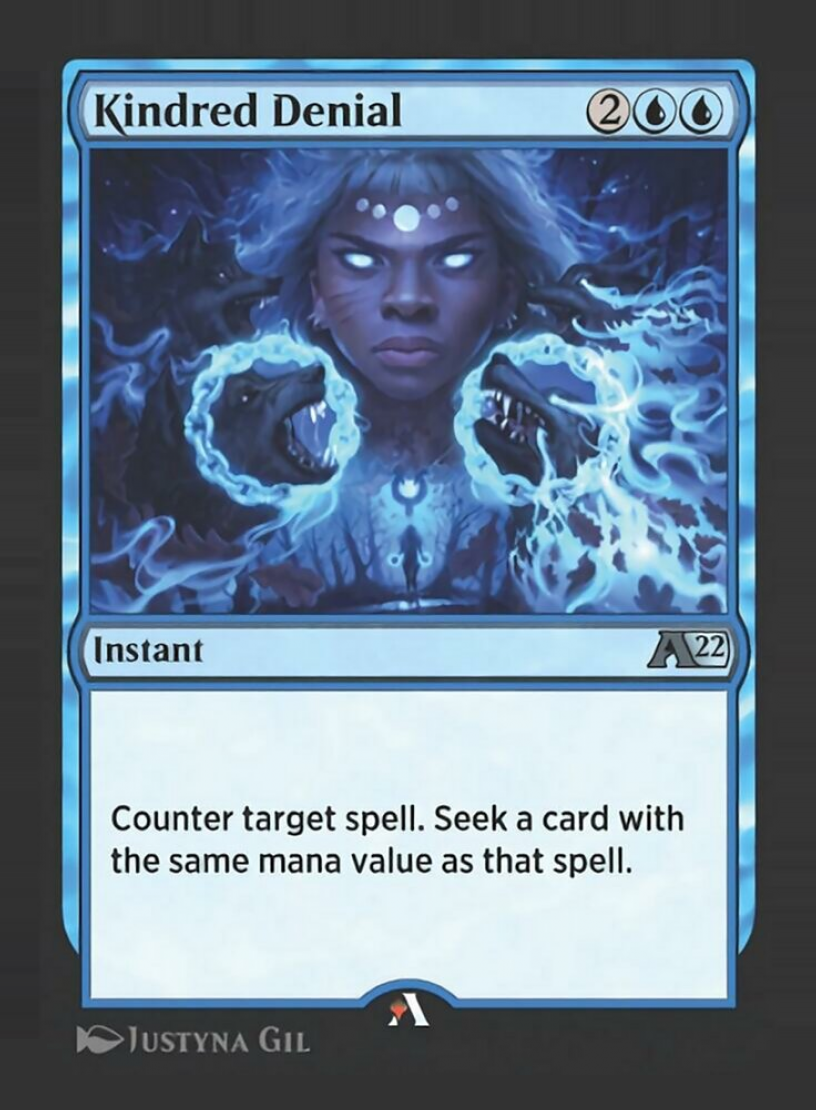 Kindred Denial 2
Instant A22
Counter target spell. Seek a card with
the same mana value as that spell.
Justyna Gil